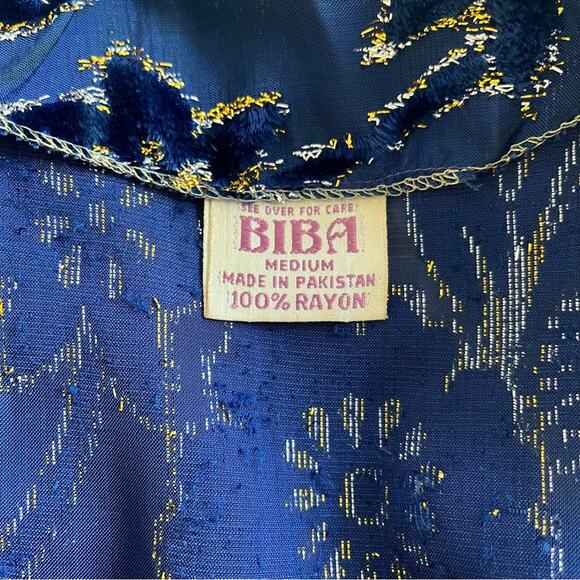 SEE OVER FOR CARE:
BIBA
MEDIUM
MADE IN PAKISTAN
100% RAYON